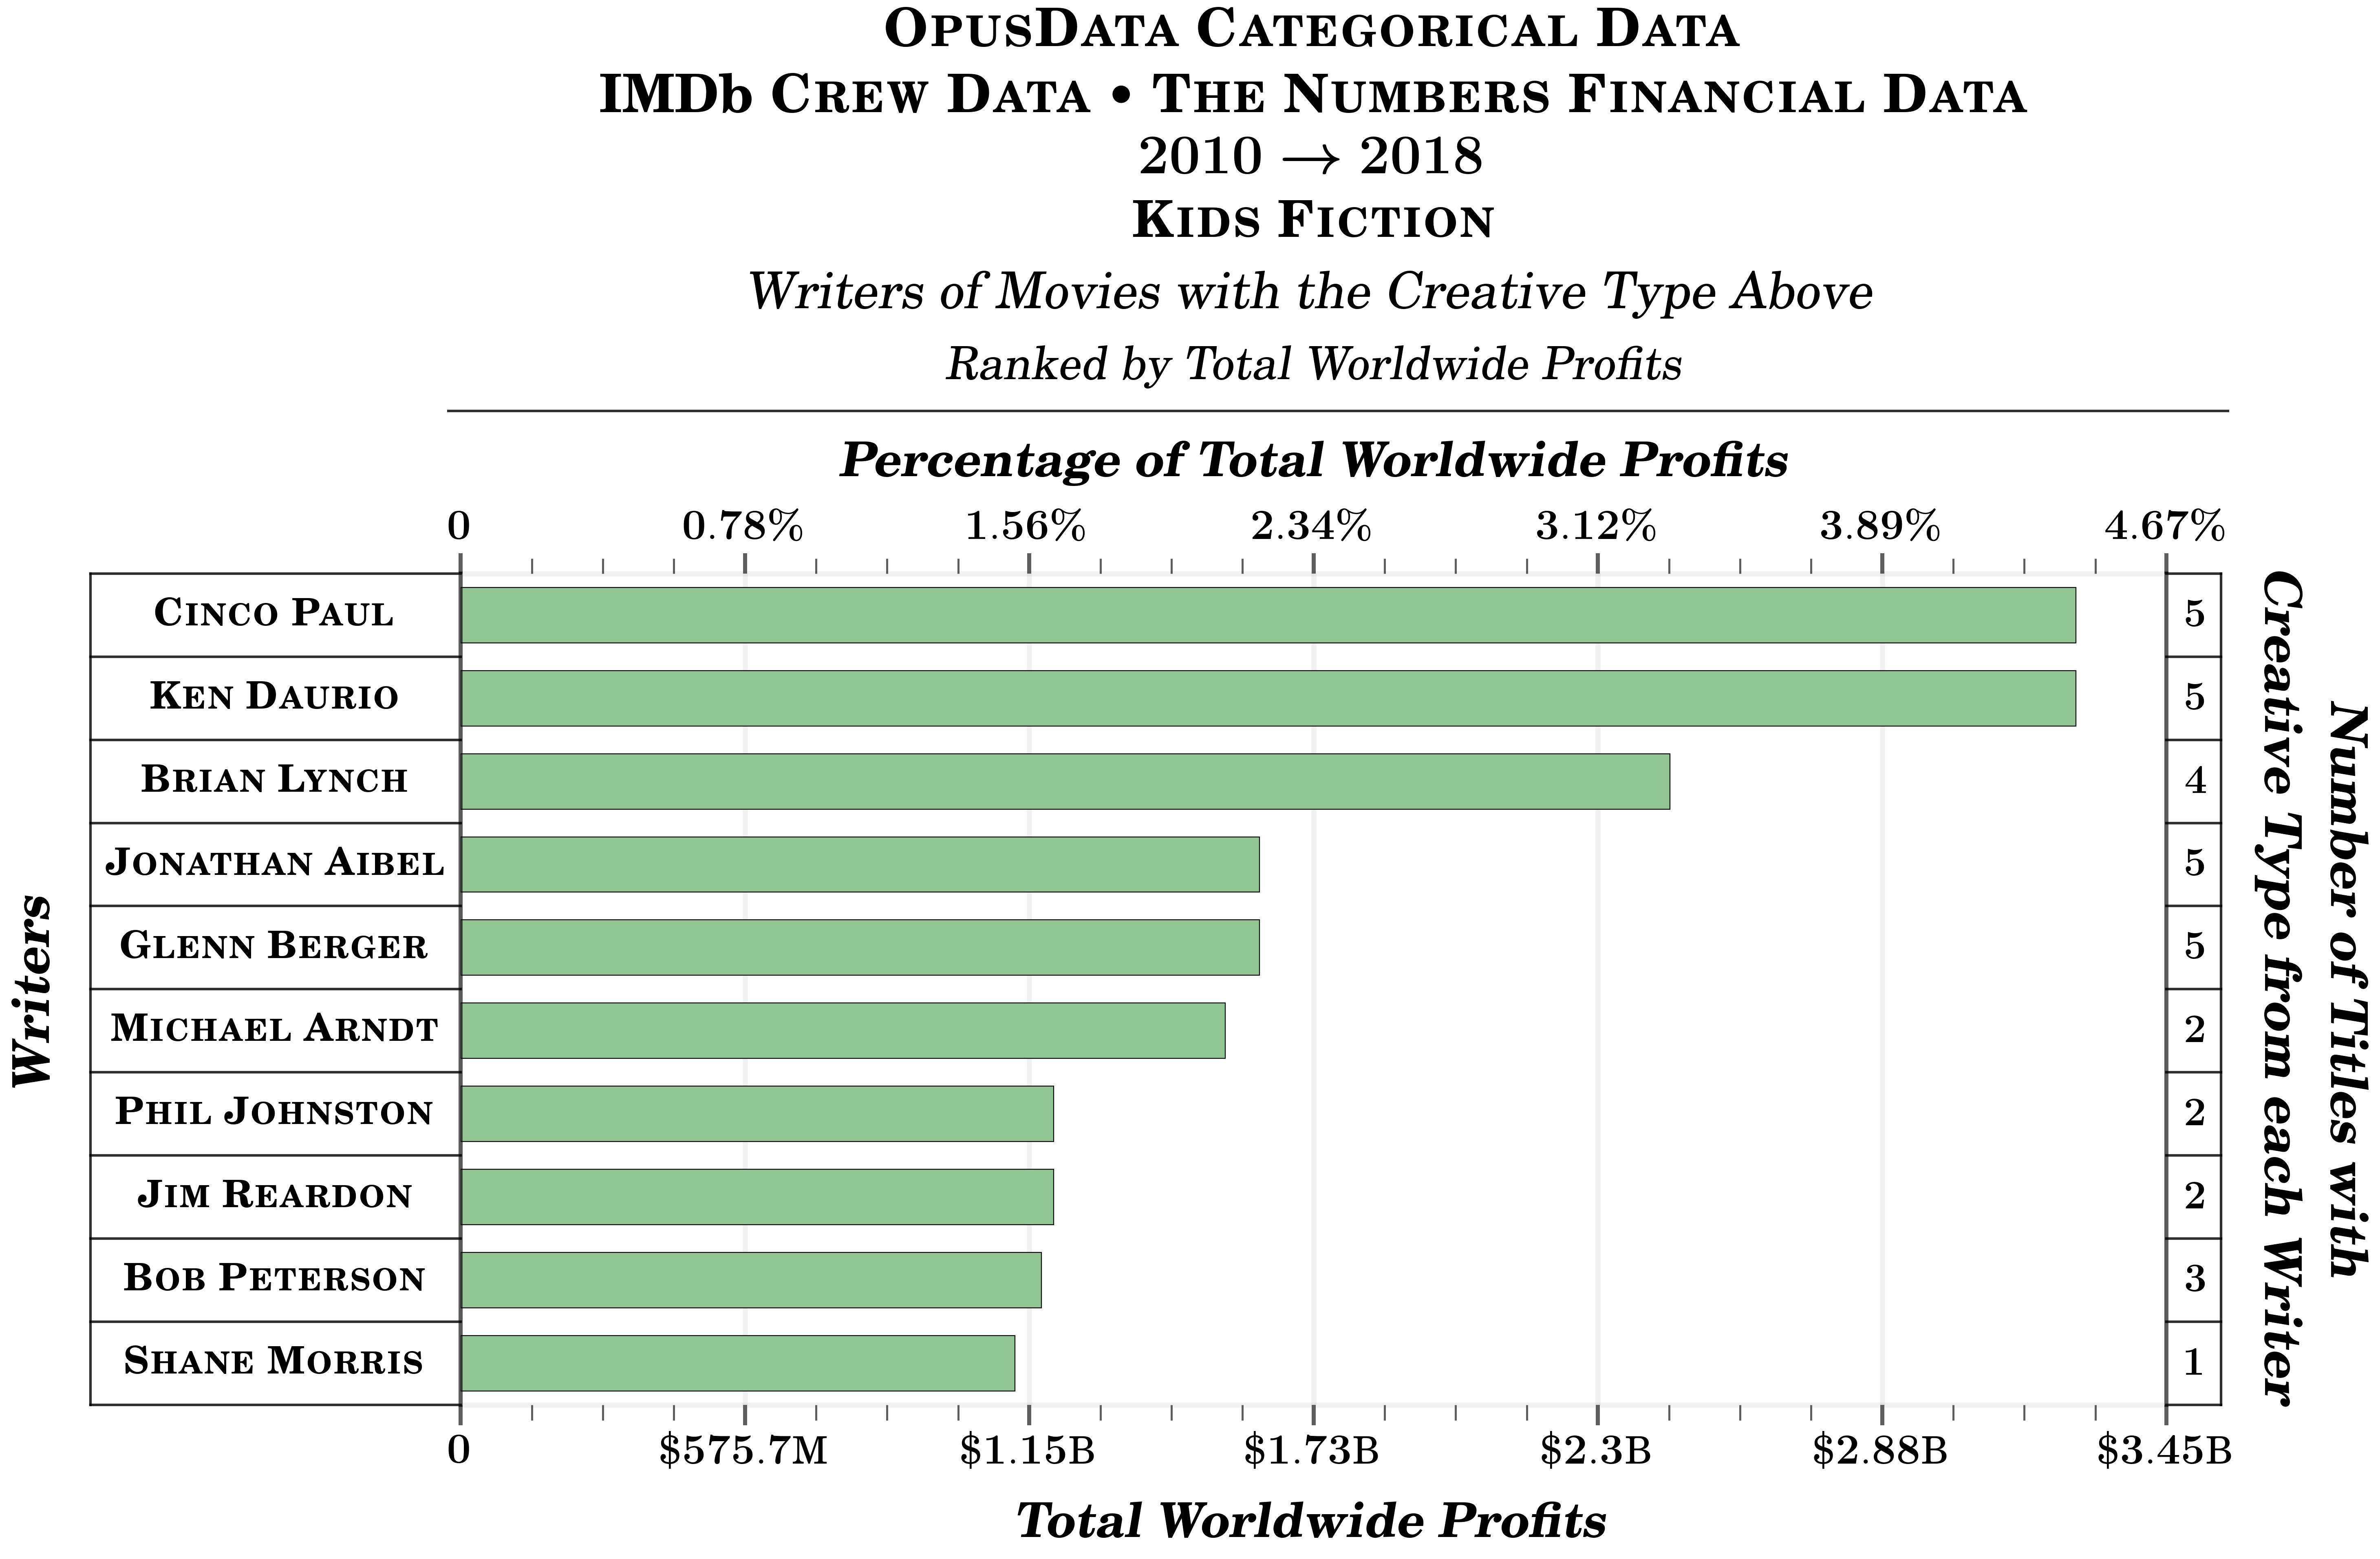 OpusData Categorical Data
IMDb Crew Data • The Numbers Financial Data
2010 → 2018
Kids Fiction
Writers of Movies with the Creative Type Above
Ranked by Total Worldwide Profits
Percentage of Total Worldwide Profits
0 0.78% 1.56% 2.34% 3.12% 3.89% 4.67%
Cinco Paul 5
Ken Daurio 5
Brian Lynch 4
Jonathan Aibel 5
Glenn Berger 5
Michael Arndt 2
Phil Johnston 2
Jim Reardon 2
Bob Peterson 3
Shane Morris 1
0 $575.7M $1.15B $1.73B $2.3B $2.88B $3.45B
Total Worldwide Profits
Writers
Number of Titles with
Creative Type from each Writer